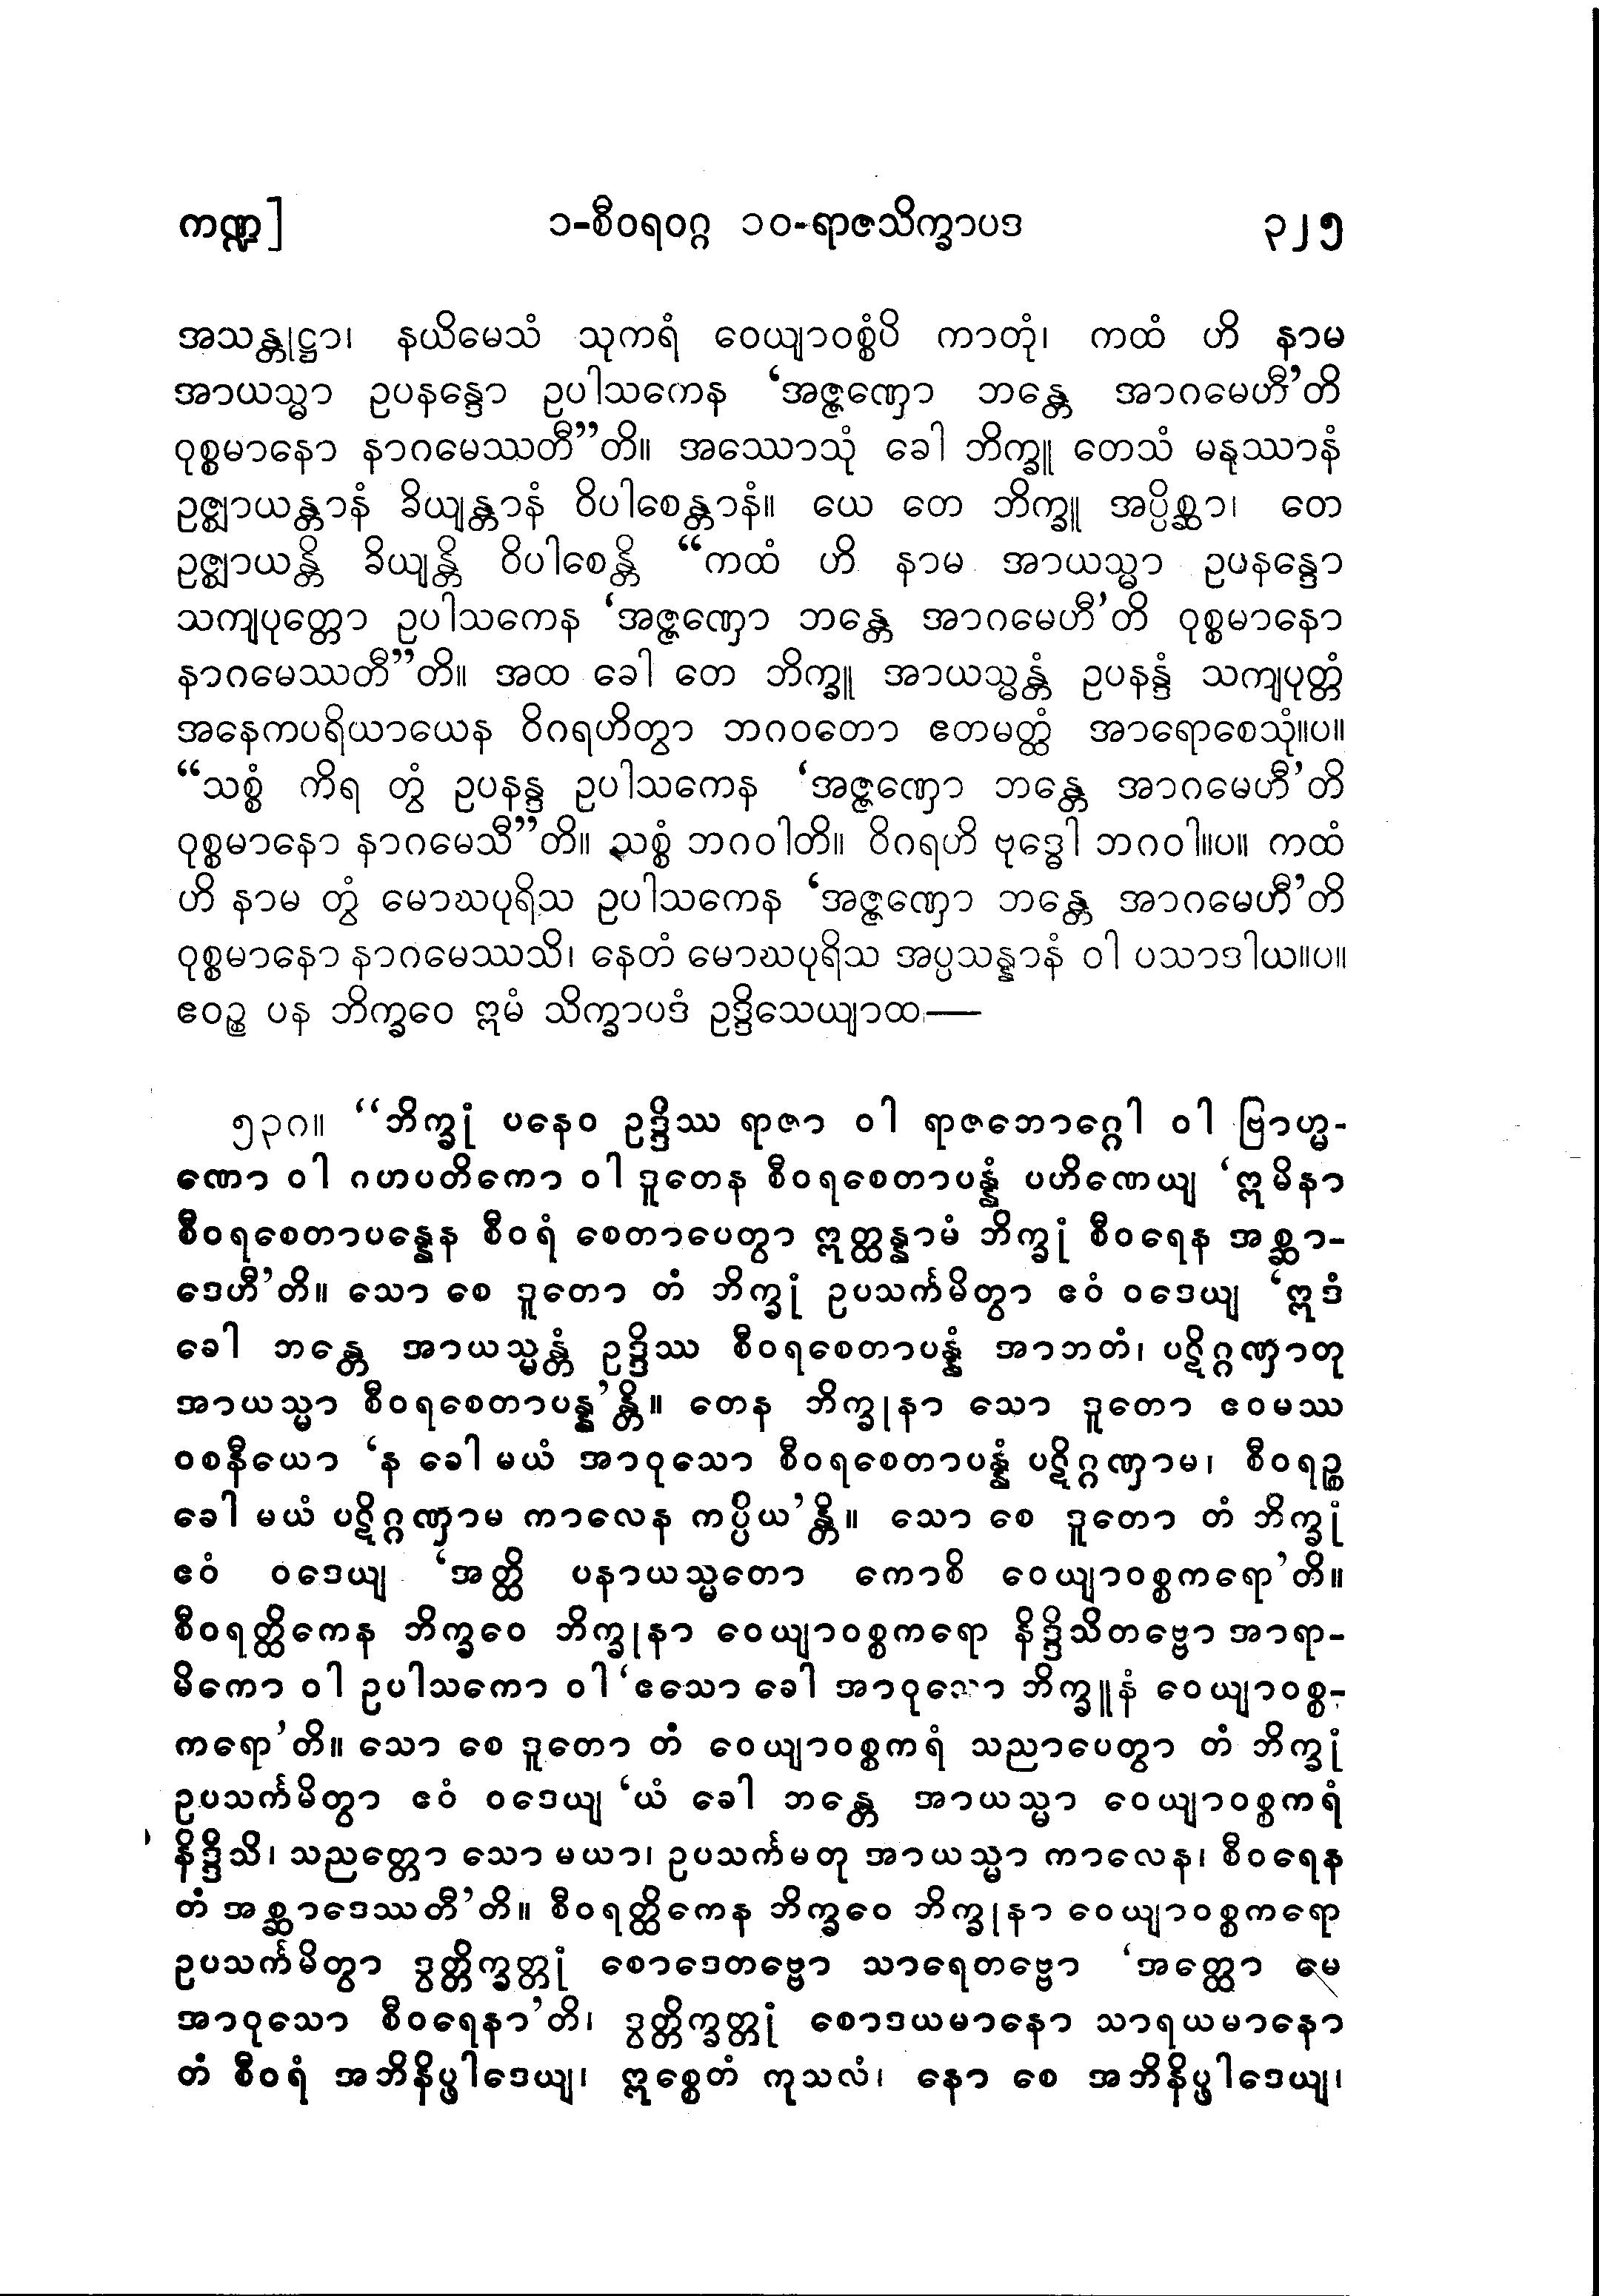 ကဏ္ဍ] ၁-စီဝရဝဂ္ဂ ၁၀-ရာဇသိက္ခာပဒ ၃၂၅
အသန္တုဋ္ဌာ၊ နယိမေသံ သုကရံ ဝေယျာဝစ္စံပိ ကာတုံ၊ ကထံ ဟိ နာမ
အာယသ္မာ ဥပနန္ဒော ဥပါသကေန ‘အဇ္ဇဏှော ဘန္တေ အာဂမေဟီ’တိ
ဝုစ္စမာနော နာဂမေဿတီ”တိ။ အဿောသုံ ခေါ ဘိက္ခူ တေသံ မနုဿာနံ
ဥဇ္ဈာယန္တာနံ ခိယျန္တာနံ ဝိပါစေန္တာနံ။ ယေ တေ ဘိက္ခူ အပ္ပိစ္ဆာ၊ တေ
ဥဇ္ဈာယန္တိ ခိယျန္တိ ဝိပါစေန္တိ “ကထံ ဟိ နာမ အာယသ္မာ ဥပနန္ဒော
သကျပုတ္တော ဥပါသကေန ‘အဇ္ဇဏှော ဘန္တေ အာဂမေဟီ’တိ ဝုစ္စမာနော
နာဂမေဿတီ”တိ။ အထ ခေါ တေ ဘိက္ခူ အာယသ္မန္တံ ဥပနန္ဒံ သကျပုတ္တံ
အနေကပရိယာယေန ဝိဂရဟိတွာ ဘဂဝတော ဧတမတ္ထံ အာရောစေသုံ။ပ။
“သစ္စံ ကိရ တွံ ဥပနန္ဒ ဥပါသကေန ‘အဇ္ဇဏှော ဘန္တေ အာဂမေဟီ’တိ
ဝုစ္စမာနော နာဂမေသီ”တိ။ သစ္စံ ဘဂဝါတိ။ ဝိဂရဟိ ဗုဒ္ဓေါ ဘဂဝါ။ပ။ ကထံ
ဟိ နာမ တွံ မောဃပုရိသ ဥပါသကေန ‘အဇ္ဇဏှော ဘန္တေ အာဂမေဟီ’တိ
ဝုစ္စမာနော နာဂမေဿသိ၊ နေတံ မောဃပုရိသ အပ္ပသန္နာနံ ဝါ ပသာဒါယ။ပ။
ဧဝဉ္စ ပန ဘိက္ခဝေ ဣမံ သိက္ခာပဒံ ဥဒ္ဒိသေယျာထ—
၅၃၈။ “ဘိက္ခုံ ပနေဝ ဥဒ္ဒိဿ ရာဇာ ဝါ ရာဇဘောဂ္ဂေါ ဝါ ဗြာဟ္မ-
ဏော ဝါ ဂဟပတိကော ဝါ ဒူတေန စီဝရစေတာပန္နံ ပဟိဏေယျ ‘ဣမိနာ
စီဝရစေတာပန္နေန စီဝရံ စေတာပေတွာ ဣတ္ထန္နာမံ ဘိက္ခုံ စီဝရေန အစ္ဆာ-
ဒေဟီ’တိ။ သော စေ ဒူတော တံ ဘိက္ခုံ ဥပသင်္ကမိတွာ ဧဝံ ဝဒေယျ ‘ဣဒံ
ခေါ ဘန္တေ အာယသ္မန္တံ ဥဒ္ဒိဿ စီဝရစေတာပန္နံ အာဘတံ၊ ပဋိဂ္ဂဏှာတု
အာယသ္မာ စီဝရစေတာပန္န’န္တိ။ တေန ဘိက္ခုနာ သော ဒူတော ဧဝမဿ
ဝစနီယော ‘န ခေါ မယံ အာဝုသော စီဝရစေတာပန္နံ ပဋိဂ္ဂဏှာမ၊ စီဝရဉ္စ
ခေါ မယံ ပဋိဂ္ဂဏှာမ ကာလေန ကပ္ပိယ’န္တိ။ သော စေ ဒူတော တံ ဘိက္ခုံ
ဧဝံ ဝဒေယျ ‘အတ္ထိ ပနာယသ္မတော ကောစိ ဝေယျာဝစ္စကရော’တိ။
စီဝရတ္ထိကေန ဘိက္ခဝေ ဘိက္ခုနာ ဝေယျာဝစ္စကရော နိဒ္ဒိသိတဗ္ဗော အာရာ-
မိကော ဝါ ဥပါသကော ဝါ ‘ဧသော ခေါ အာဝုသော ဘိက္ခူနံ ဝေယျာဝစ္စ-
ကရော’တိ။ သော စေ ဒူတော တံ ဝေယျာဝစ္စကရံ သညာပေတွာ တံ ဘိက္ခုံ
ဥပသင်္ကမိတွာ ဧဝံ ဝဒေယျ ‘ယံ ခေါ ဘန္တေ အာယသ္မာ ဝေယျာဝစ္စကရံ
နိဒ္ဒိသိ၊ သညတ္တော သော မယာ၊ ဥပသင်္ကမတု အာယသ္မာ ကာလေန၊ စီဝရေန
တံ အစ္ဆာဒေဿတီ’တိ။ စီဝရတ္ထိကေန ဘိက္ခဝေ ဘိက္ခုနာ ဝေယျာဝစ္စကရော
ဥပသင်္ကမိတွာ ဒွတ္တိက္ခတ္တုံ စောဒေတဗ္ဗော သာရေတဗ္ဗော ‘အတ္ထော မေ
အာဝုသော စီဝရေနာ’တိ၊ ဒွတ္တိက္ခတ္တုံ စောဒယမာနော သာရယမာနော
တံ စီဝရံ အဘိနိပ္ဖါဒေယျ၊ ဣစ္စေတံ ကုသလံ၊ နော စေ အဘိနိပ္ဖါဒေယျ၊